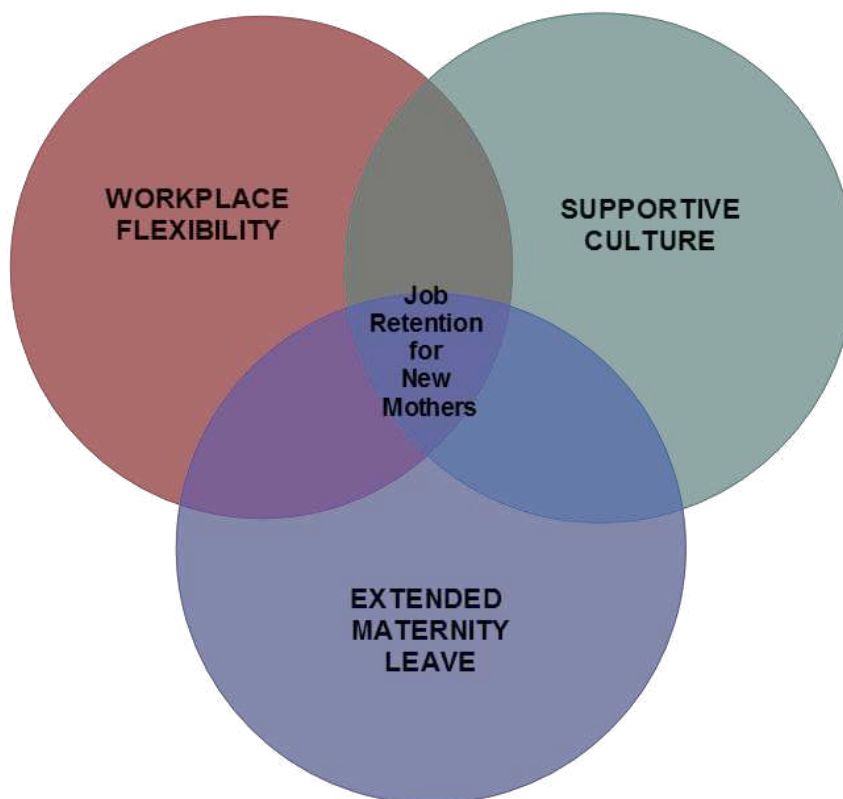 WORKPLACE
FLEXIBILITY
SUPPORTIVE
CULTURE
Job
Retention
for
New
Mothers
EXTENDED
MATERNITY
LEAVE